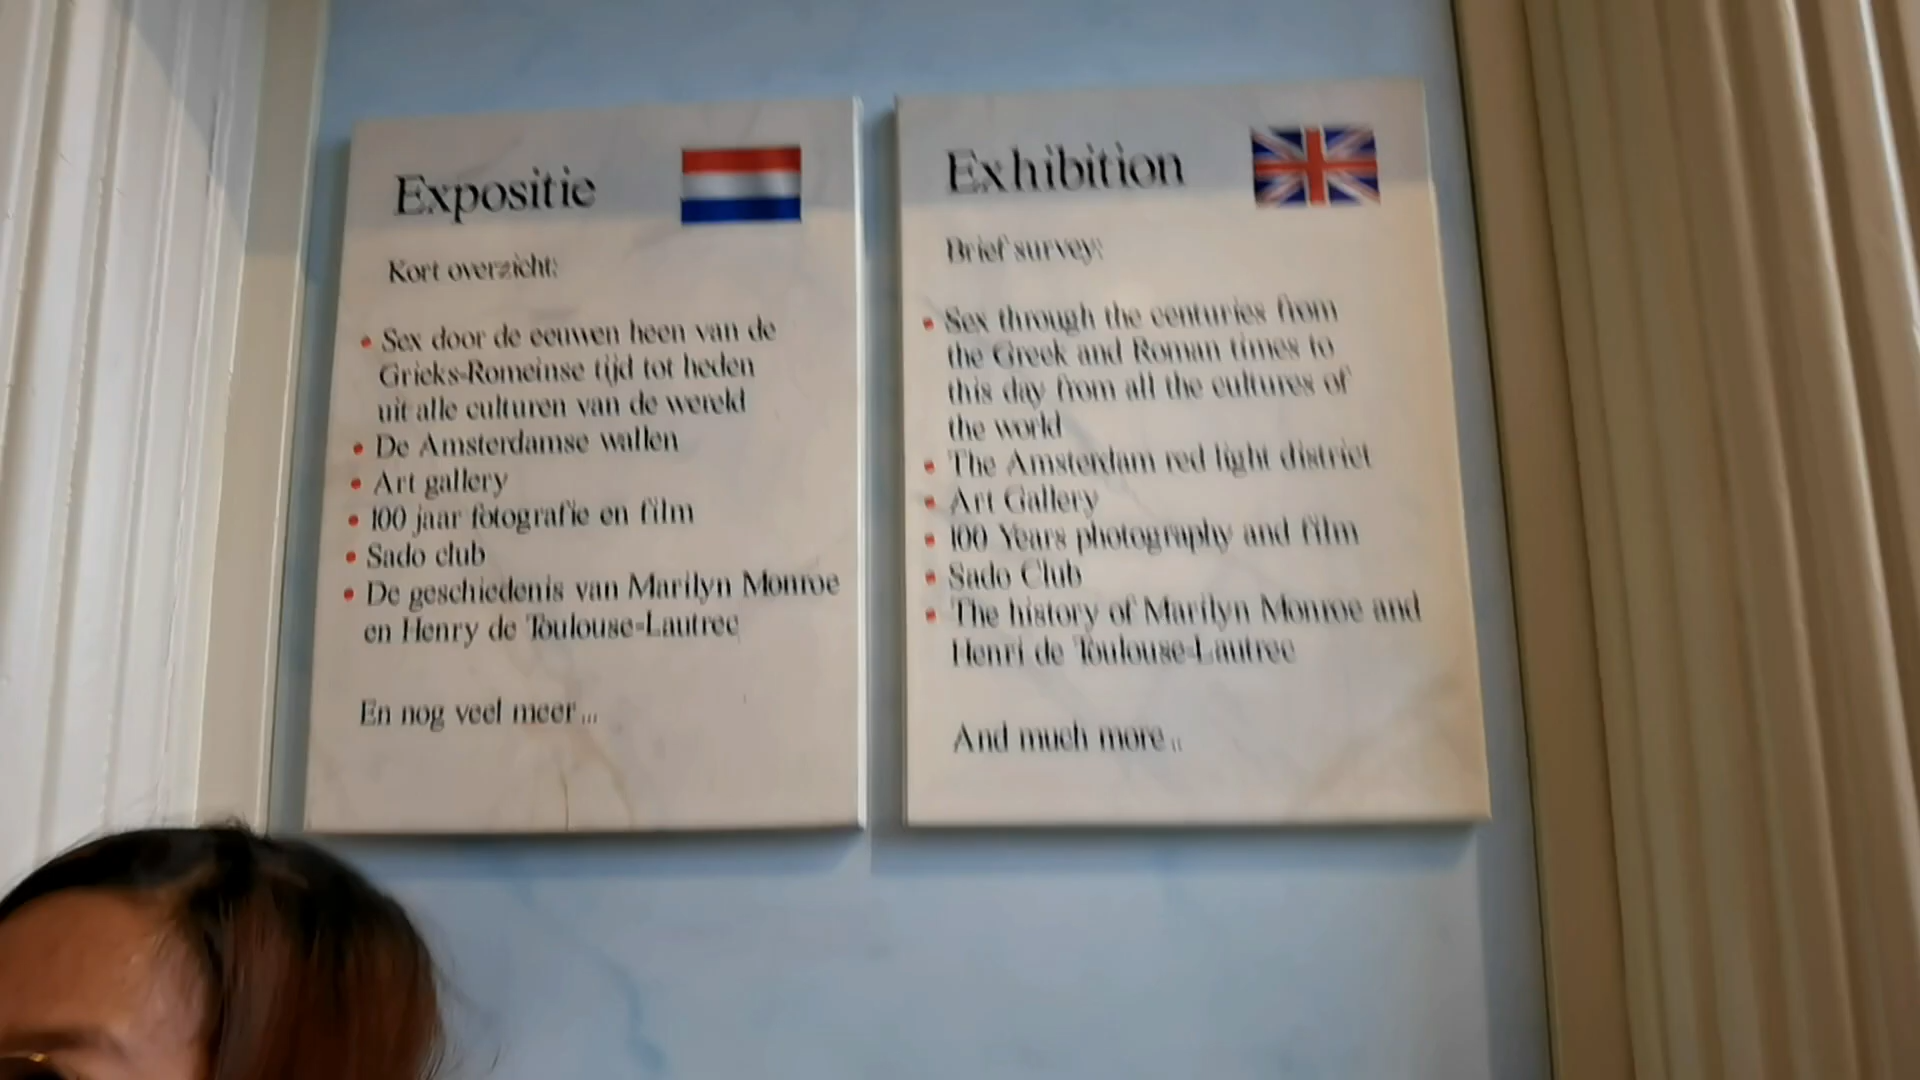 Expositie
Kort overzicht:
• Sex door de eeuwen heen van de
Grieks-Romeinse tijd tot heden
uit alle culturen van de wereld
• De Amsterdamse wallen
• Art gallery
• 100 jaar fotografie en film
• Sado club
• De geschiedenis van Marilyn Monroe
en Henry de Toulouse-Lautrec
En nog veel meer...
Exhibition
Brief survey:
• Sex through the centuries from
the Greek and Roman times to
this day from all the cultures of
the world
• The Amsterdam red light district
• Art Gallery
• 100 Years photography and film
• Sado Club
• The history of Marilyn Monroe and
Henri de Toulouse-Lautrec
And much more..